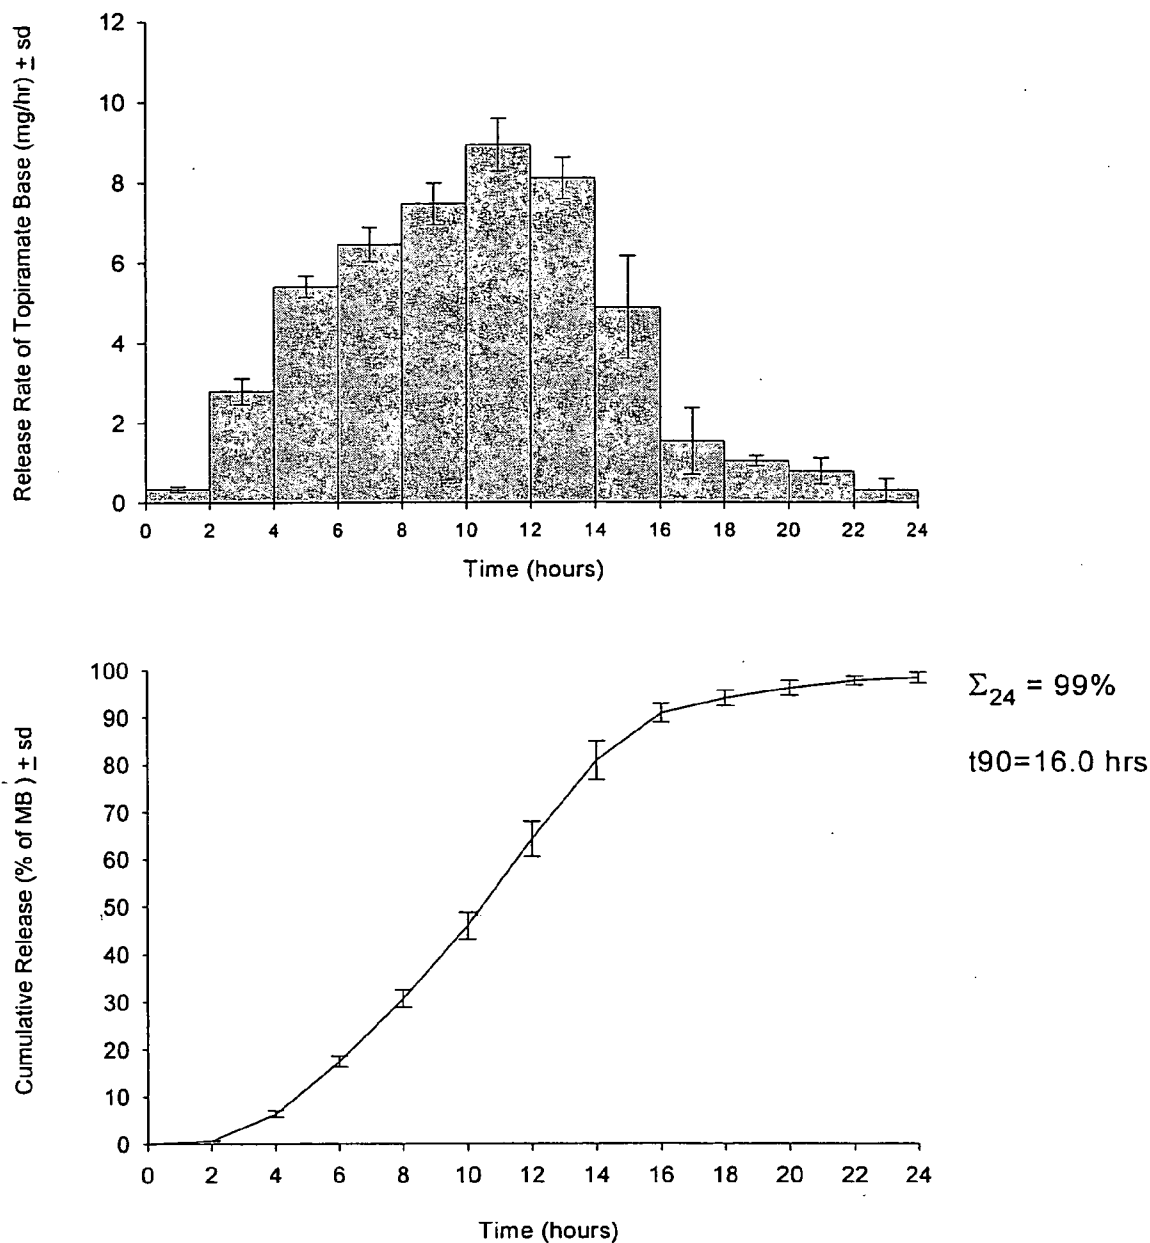 Release Rate of Topiramate Base (mg/hr) ± sd
12
10
8
6
4
2
0
0 2 4 6 8 10 12 14 16 18 20 22 24
Time (hours)
Cumulative Release (% of MB ) ± sd
100
90
80
70
60
50
40
30
20
10
0
0 2 4 6 8 10 12 14 16 18 20 22 24
Time (hours)
Σ24 = 99%
t90=16.0 hrs